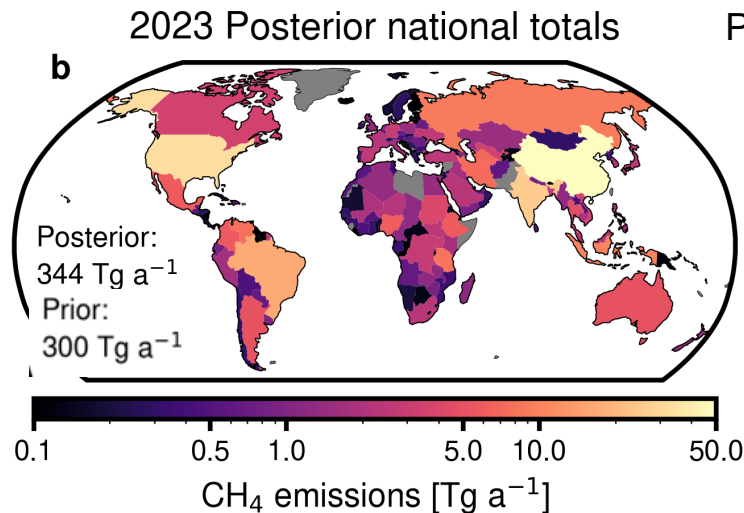 2023 Posterior national totals
P
b
Posterior:
344 Tg a⁻¹
Prior:
300 Tg a⁻¹
0.1 0.5 1.0 5.0 10.0 50.0
CH₄ emissions [Tg a⁻¹]